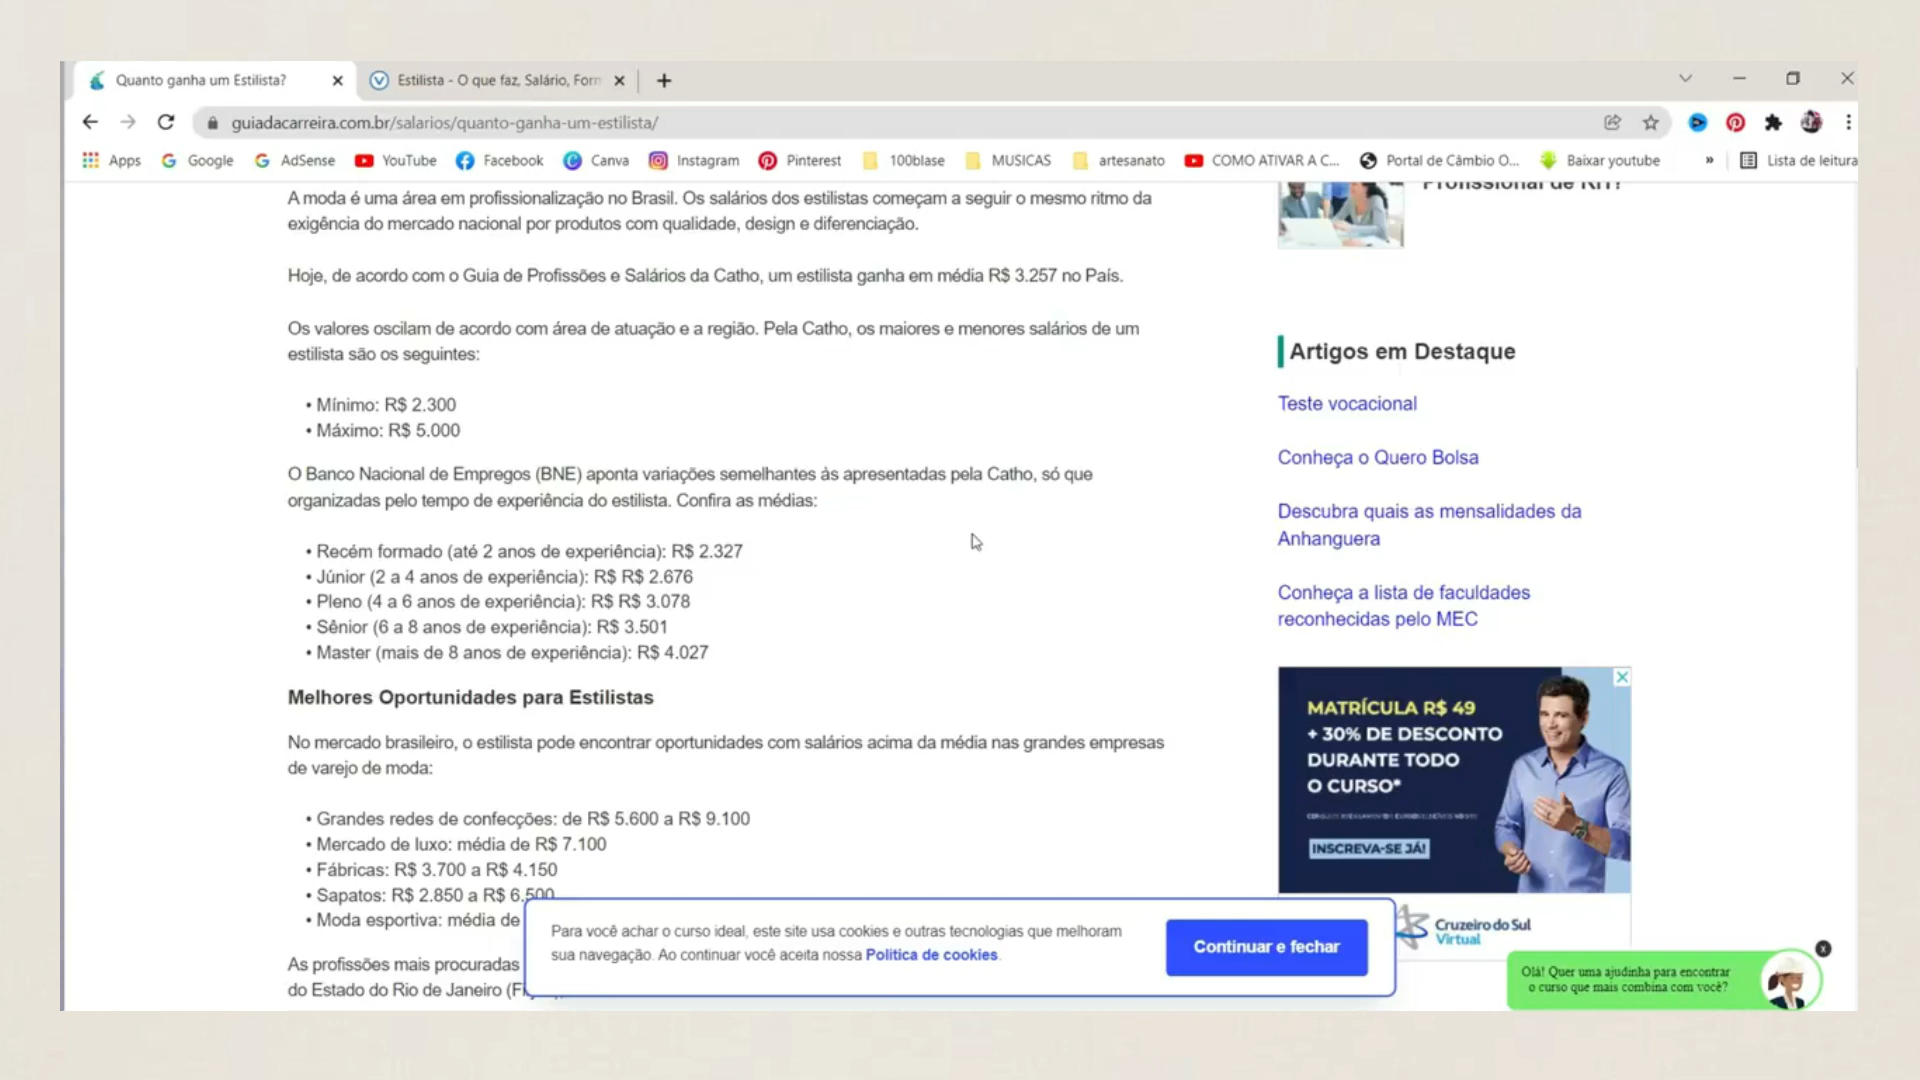 Quanto ganha um Estilista?
Estilista - O que faz, Salário, Form
guiadacarreira.com.br/salarios/quanto-ganha-um-estilista/
Apps Google AdSense YouTube Facebook Canva Instagram Pinterest 100blase MUSICAS artesanato COMO ATIVAR A C... Portal de Câmbio O... Baixar youtube » Lista de leitura
A moda é uma área em profissionalização no Brasil. Os salários dos estilistas começam a seguir o mesmo ritmo da
exigência do mercado nacional por produtos com qualidade, design e diferenciação.
Hoje, de acordo com o Guia de Profissões e Salários da Catho, um estilista ganha em média R$ 3.257 no País.
Os valores oscilam de acordo com área de atuação e a região. Pela Catho, os maiores e menores salários de um
estilista são os seguintes:
• Mínimo: R$ 2.300
• Máximo: R$ 5.000
O Banco Nacional de Empregos (BNE) aponta variações semelhantes às apresentadas pela Catho, só que
organizadas pelo tempo de experiência do estilista. Confira as médias:
• Recém formado (até 2 anos de experiência): R$ 2.327
• Júnior (2 a 4 anos de experiência): R$ R$ 2.676
• Pleno (4 a 6 anos de experiência): R$ R$ 3.078
• Sênior (6 a 8 anos de experiência): R$ 3.501
• Master (mais de 8 anos de experiência): R$ 4.027
Melhores Oportunidades para Estilistas
No mercado brasileiro, o estilista pode encontrar oportunidades com salários acima da média nas grandes empresas
de varejo de moda:
• Grandes redes de confecções: de R$ 5.600 a R$ 9.100
• Mercado de luxo: média de R$ 7.100
• Fábricas: R$ 3.700 a R$ 4.150
• Sapatos: R$ 2.850 a R$ 6.500
• Moda esportiva: média de
As profissões mais procuradas
do Estado do Rio de Janeiro
Profissional de RH?
Artigos em Destaque
Teste vocacional
Conheça o Quero Bolsa
Descubra quais as mensalidades da
Anhanguera
Conheça a lista de faculdades
reconhecidas pelo MEC
MATRÍCULA R$ 49
+ 30% DE DESCONTO
DURANTE TODO
O CURSO*
INSCREVA-SE JÁ!
Cruzeiro do Sul
Virtual
Para você achar o curso ideal, este site usa cookies e outras tecnologias que melhoram
sua navegação. Ao continuar você aceita nossa Politica de cookies.
Continuar e fechar
Olá! Quer uma ajudinha para encontrar
o curso que mais combina com você?